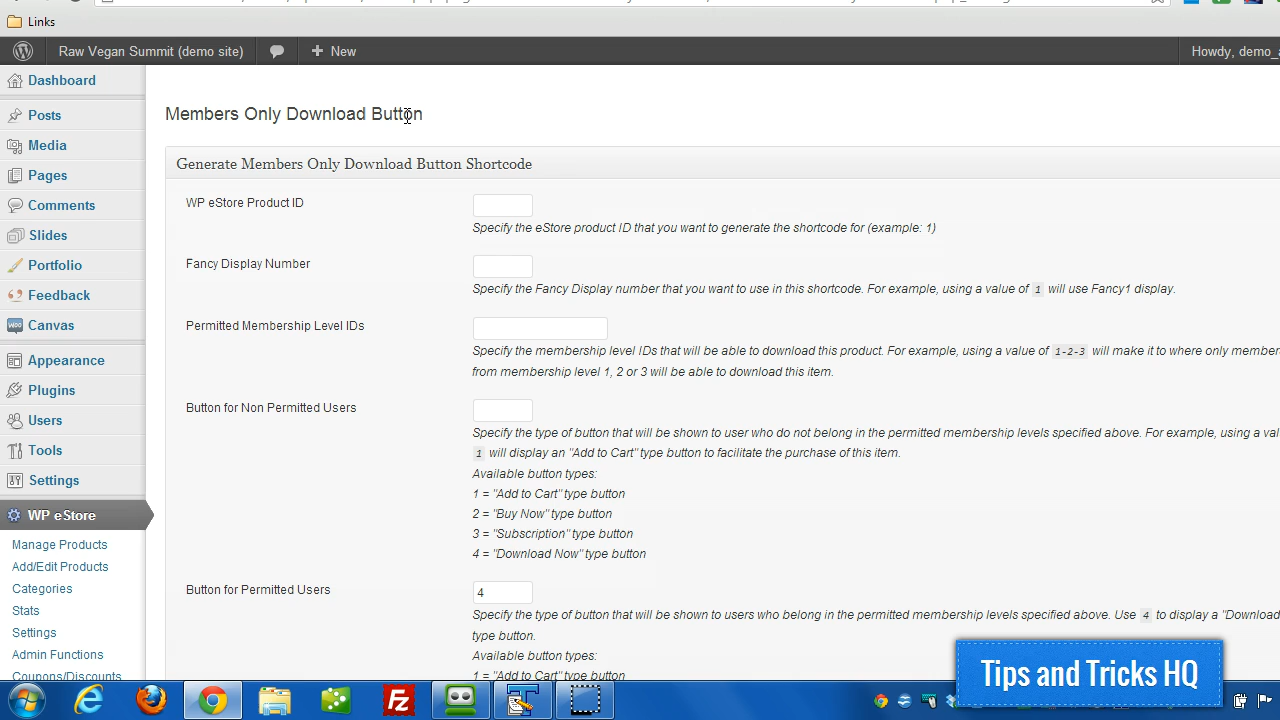 Links
Raw Vegan Summit (demo site)
New
Howdy, demo_a
Dashboard
Posts
Media
Pages
Comments
Slides
Portfolio
Feedback
Canvas
Appearance
Plugins
Users
Tools
Settings
WP eStore
Manage Products
Add/Edit Products
Categories
Stats
Settings
Admin Functions
Coupons/Discounts
Members Only Download Button
Generate Members Only Download Button Shortcode
WP eStore Product ID
Specify the eStore product ID that you want to generate the shortcode for (example: 1)
Fancy Display Number
Specify the Fancy Display number that you want to use in this shortcode. For example, using a value of 1 will use Fancy1 display.
Permitted Membership Level IDs
Specify the membership level IDs that will be able to download this product. For example, using a value of 1-2-3 will make it to where only member
from membership level 1, 2 or 3 will be able to download this item.
Button for Non Permitted Users
Specify the type of button that will be shown to user who do not belong in the permitted membership levels specified above. For example, using a val
1 will display an "Add to Cart" type button to facilitate the purchase of this item.
Available button types:
1 = "Add to Cart" type button
2 = "Buy Now" type button
3 = "Subscription" type button
4 = "Download Now" type button
Button for Permitted Users
4
Specify the type of button that will be shown to users who belong in the permitted membership levels specified above. Use 4 to display a "Download
type button.
Available button types:
1 = "Add to Cart" type button
Tips and Tricks HQ